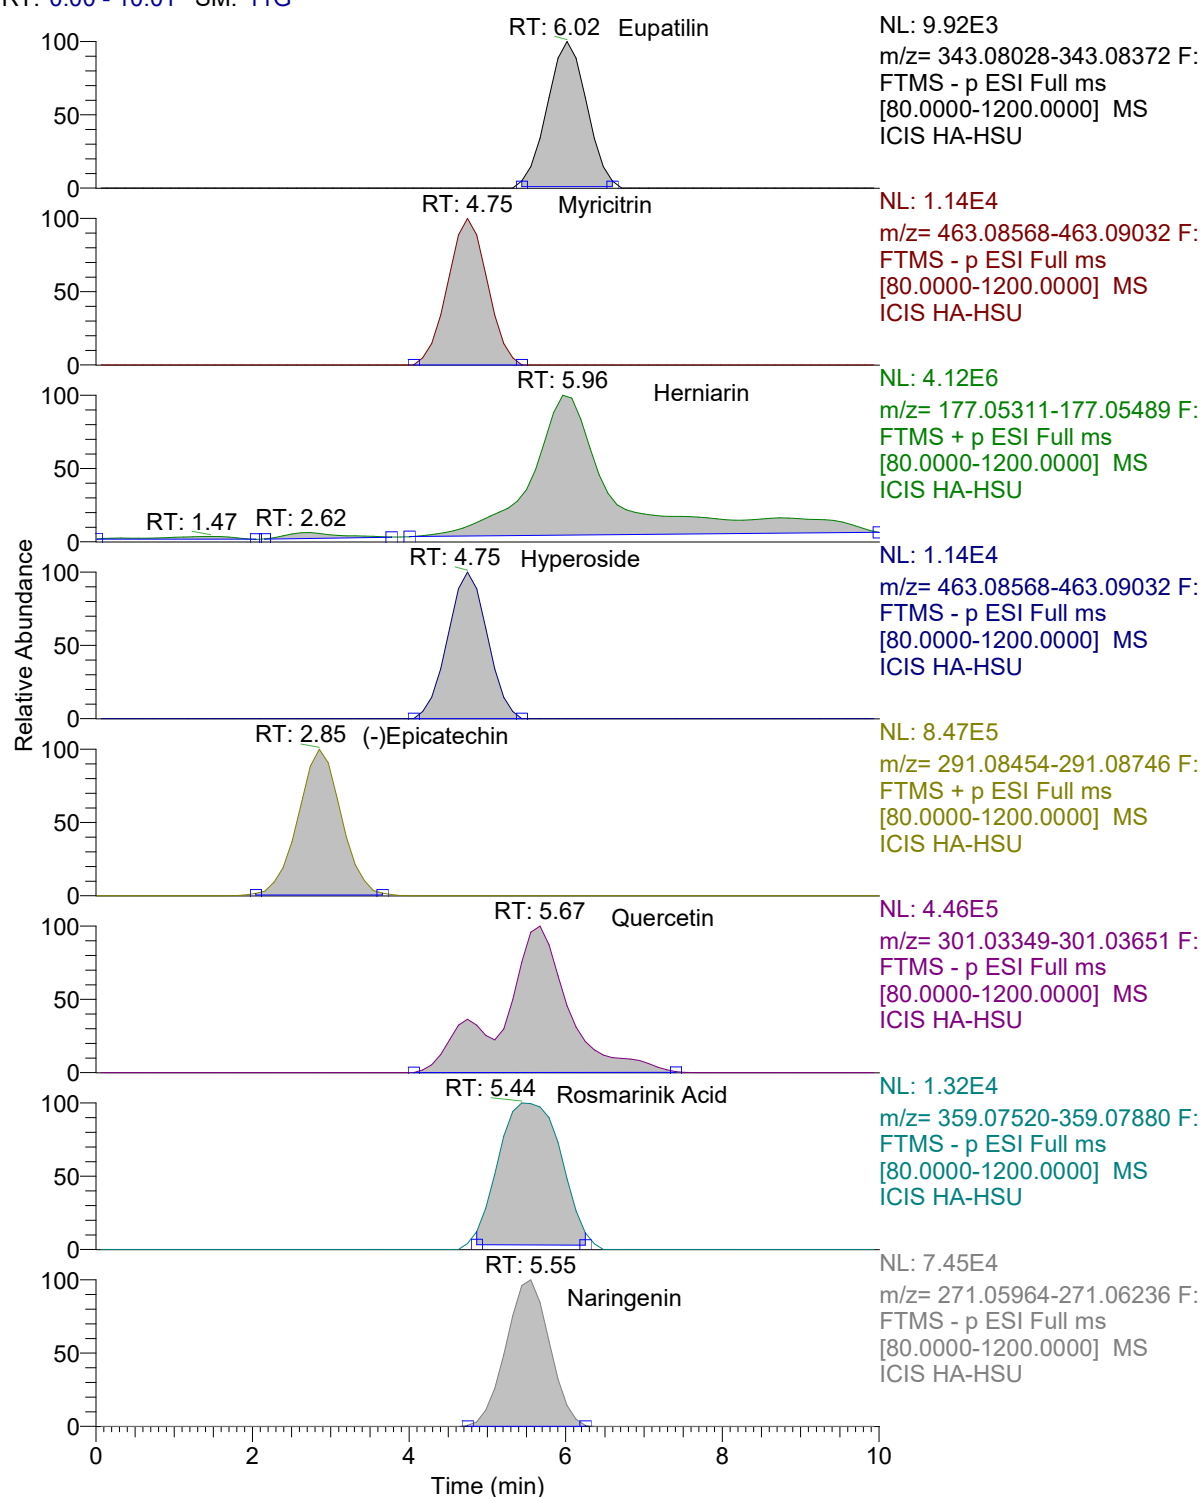 RT: 0.00 - 10.01 SM: 11G
RT: 6.02 Eupatilin
NL: 9.92E3
m/z= 343.08028-343.08372 F:
FTMS - p ESI Full ms
[80.0000-1200.0000] MS
ICIS HA-HSU
100
50
0
RT: 4.75 Myricitrin
NL: 1.14E4
m/z= 463.08568-463.09032 F:
FTMS - p ESI Full ms
[80.0000-1200.0000] MS
ICIS HA-HSU
100
50
0
RT: 5.96 Herniarin
RT: 1.47 RT: 2.62
NL: 4.12E6
m/z= 177.05311-177.05489 F:
FTMS + p ESI Full ms
[80.0000-1200.0000] MS
ICIS HA-HSU
100
50
0
Relative Abundance
RT: 4.75 Hyperoside
NL: 1.14E4
m/z= 463.08568-463.09032 F:
FTMS - p ESI Full ms
[80.0000-1200.0000] MS
ICIS HA-HSU
100
50
0
RT: 2.85 (-)Epicatechin
NL: 8.47E5
m/z= 291.08454-291.08746 F:
FTMS + p ESI Full ms
[80.0000-1200.0000] MS
ICIS HA-HSU
100
50
0
RT: 5.67 Quercetin
NL: 4.46E5
m/z= 301.03349-301.03651 F:
FTMS - p ESI Full ms
[80.0000-1200.0000] MS
ICIS HA-HSU
100
50
0
RT: 5.44 Rosmarinik Acid
NL: 1.32E4
m/z= 359.07520-359.07880 F:
FTMS - p ESI Full ms
[80.0000-1200.0000] MS
ICIS HA-HSU
100
50
0
RT: 5.55 Naringenin
NL: 7.45E4
m/z= 271.05964-271.06236 F:
FTMS - p ESI Full ms
[80.0000-1200.0000] MS
ICIS HA-HSU
100
50
0
0 2 4 6 8 10
Time (min)